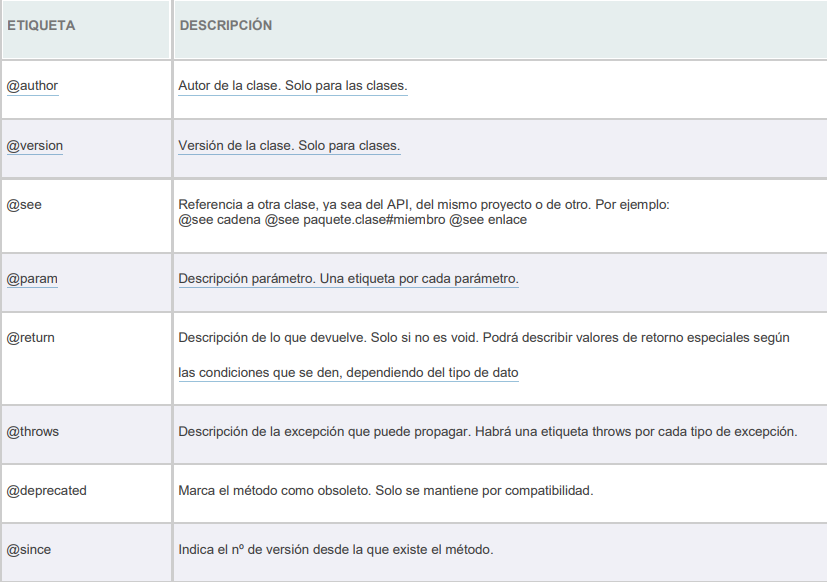 ETIQUETA DESCRIPCIÓN
@author Autor de la clase. Solo para las clases.
@version Versión de la clase. Solo para clases.
@see Referencia a otra clase, ya sea del API, del mismo proyecto o de otro. Por ejemplo:
@see cadena @see paquete.clase#miembro @see enlace
@param Descripción parámetro. Una etiqueta por cada parámetro.
@return Descripción de lo que devuelve. Solo si no es void. Podrá describir valores de retorno especiales según
las condiciones que se den, dependiendo del tipo de dato
@throws Descripción de la excepción que puede propagar. Habrá una etiqueta throws por cada tipo de excepción.
@deprecated Marca el método como obsoleto. Solo se mantiene por compatibilidad.
@since Indica el nº de versión desde la que existe el método.